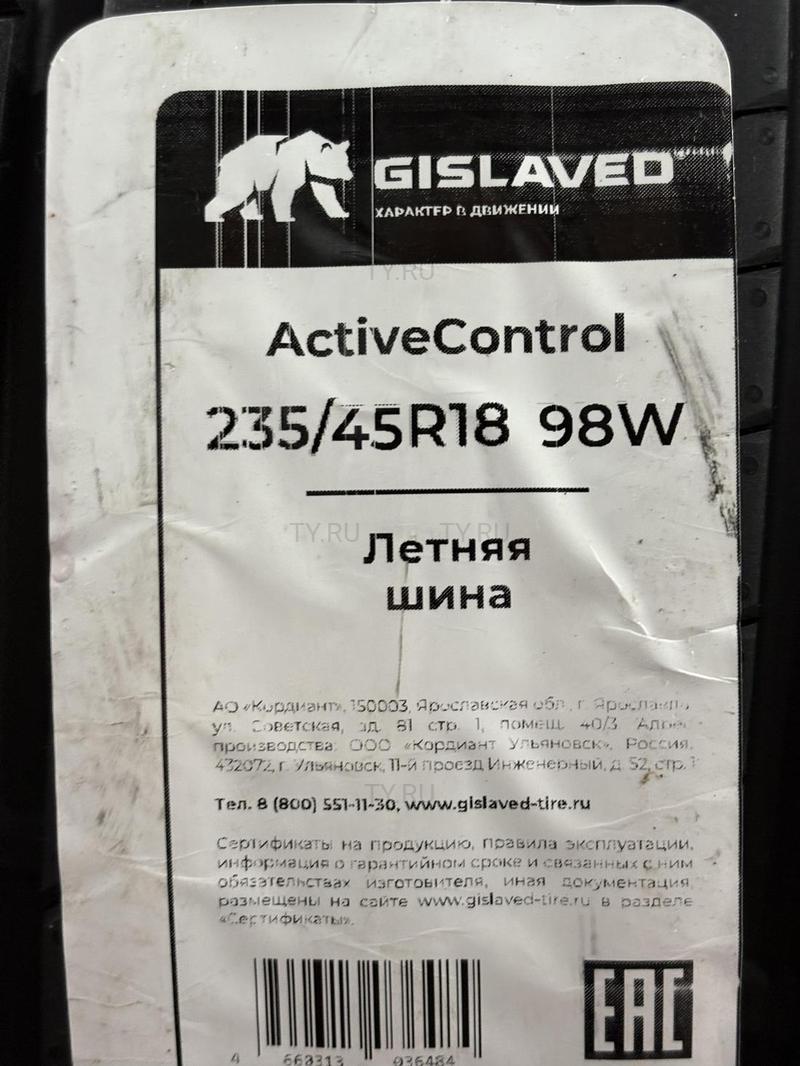 GISLAVED
ХАРАКТЕР В ДВИЖЕНИИ
TY.RU
ActiveControl
235/45R18 98W
TY.RU TY.RU
Летняя
шина
АО «Кордиант», 150003, Ярославская обл., г. Ярославль,
ул. Советская, зд. 81 стр. 1, помещ. 40/3. Адрес
производства: ООО «Кордиант Ульяновск», Россия,
432072, г. Ульяновск, 11-й проезд Инженерный, д. 52, стр. 1
TY.RU
Тел. 8 (800) 551-11-30, www.gislaved-tire.ru
Сертификаты на продукцию, правила эксплуатации,
информация о гарантийном сроке и связанных с ним
обязательствах изготовителя, иная документация,
размещены на сайте www.gislaved-tire.ru в разделе
«Сертификаты».
4 660313 036484
EAC